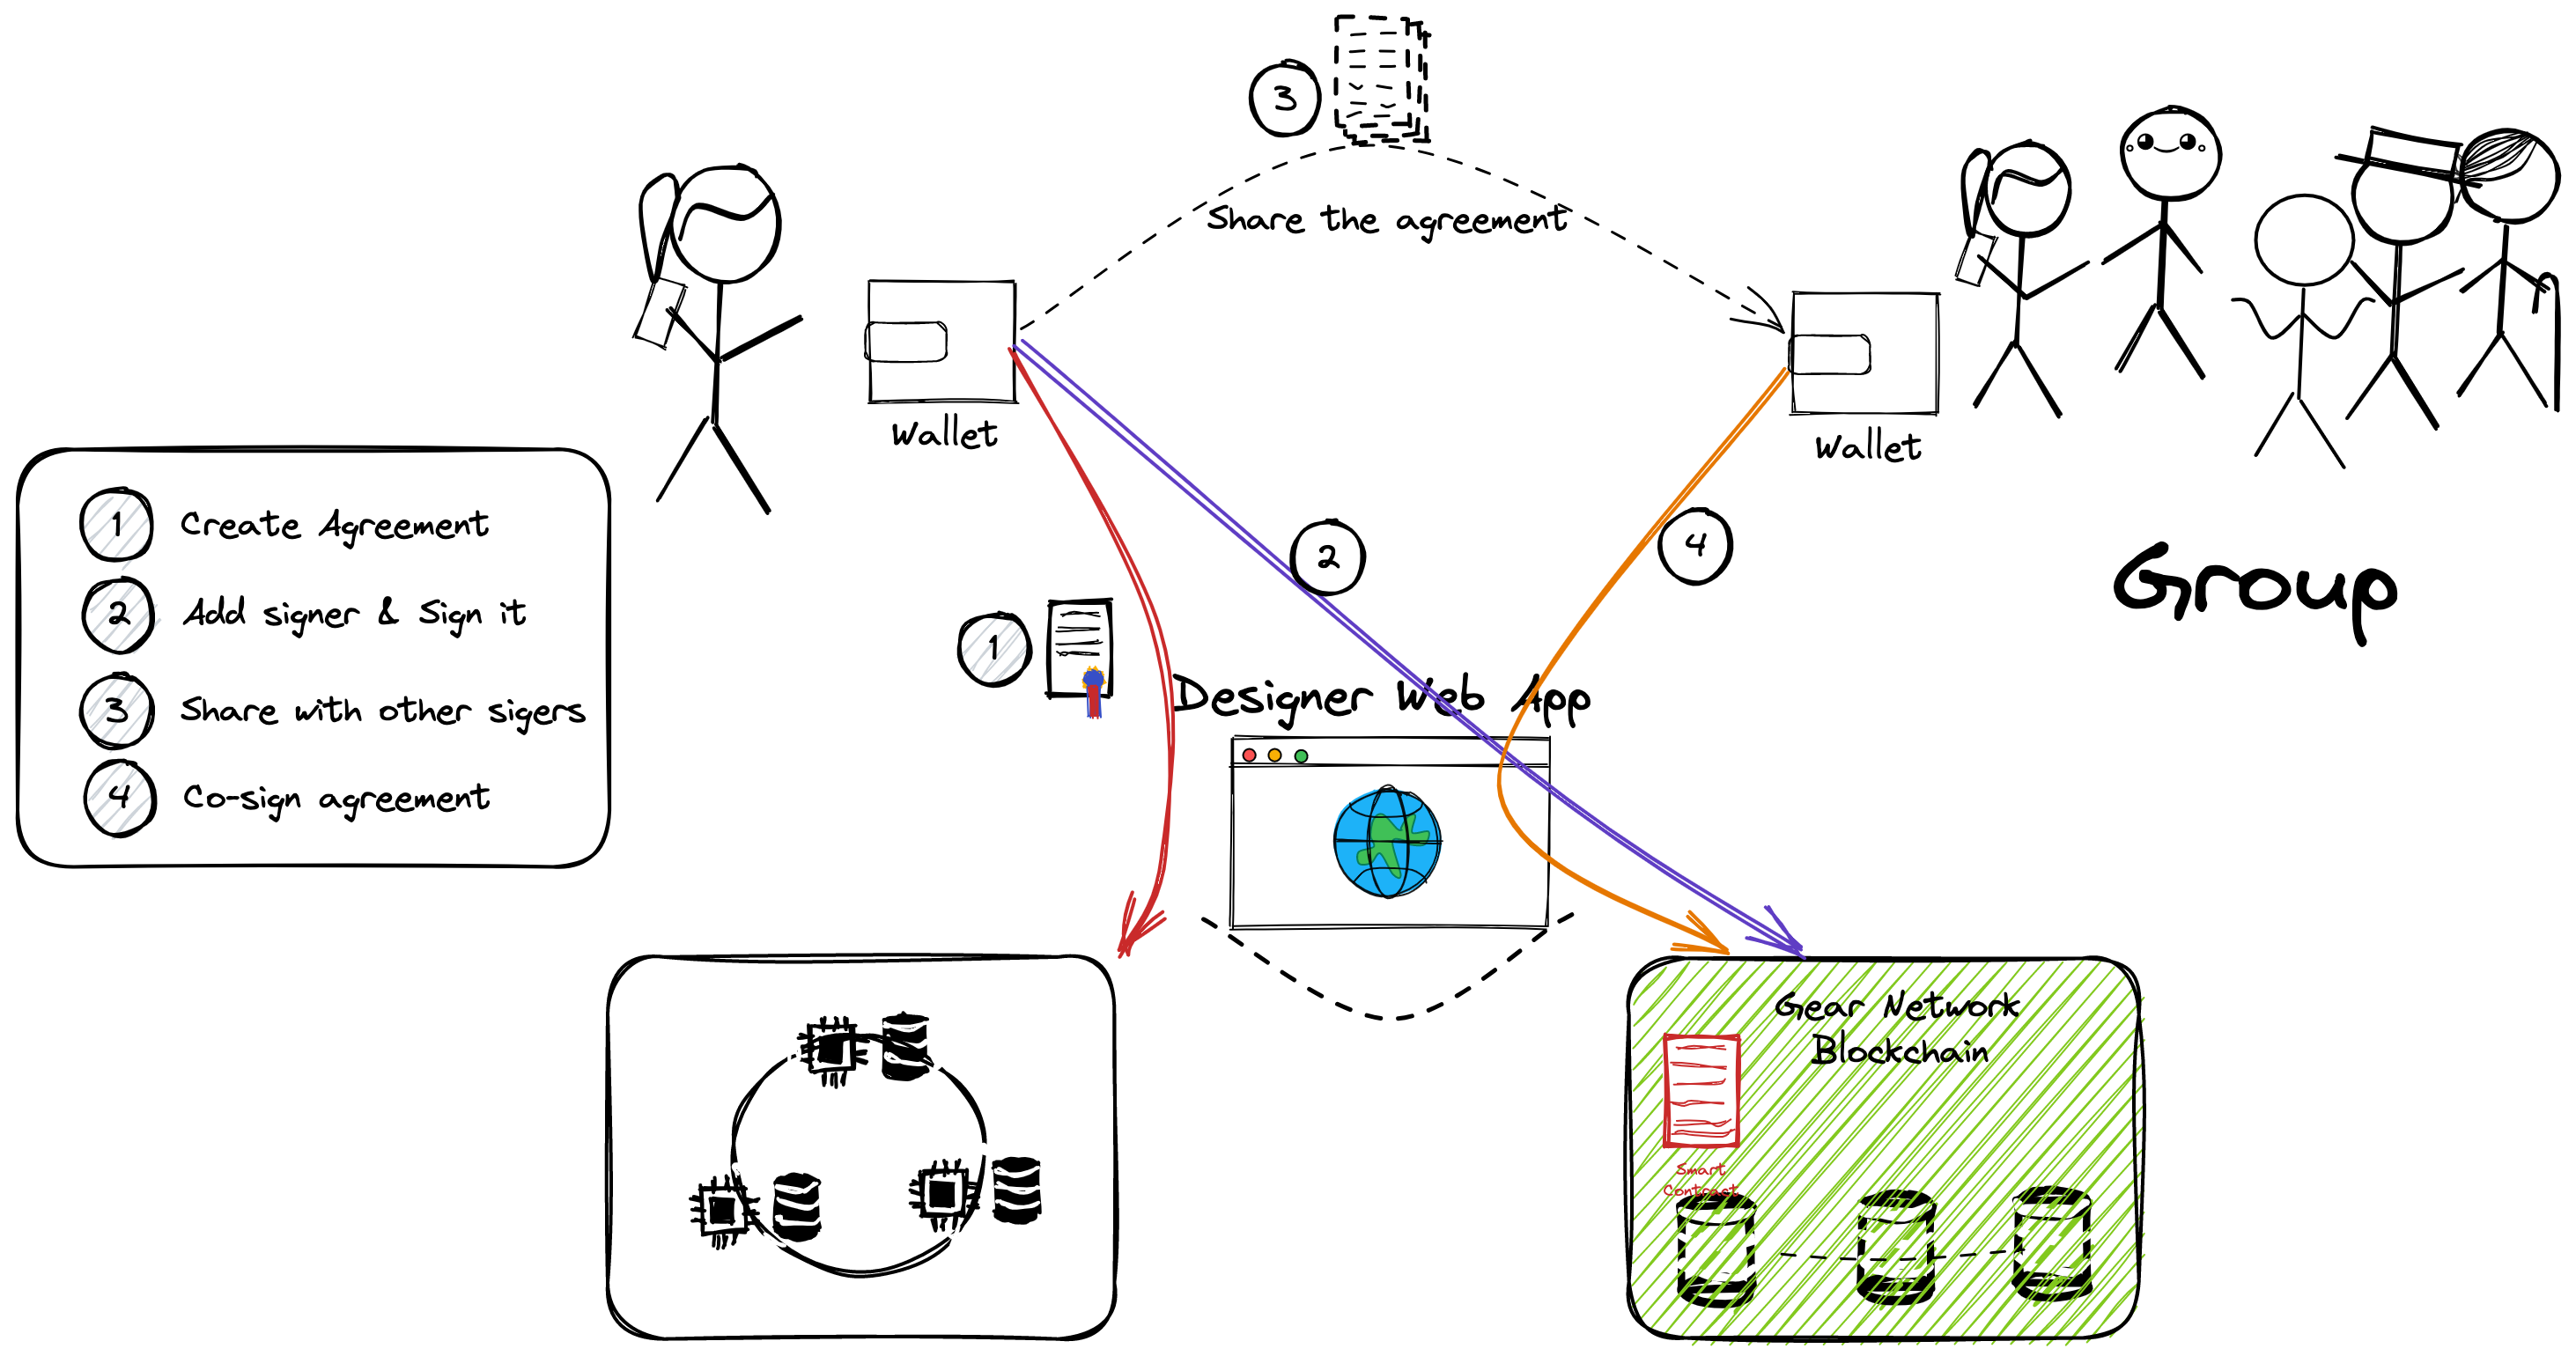 3
Share the agreement
Wallet
Wallet
1 Create Agreement
2 Add signer & Sign it
3 Share with other sigers
4 Co-sign agreement
2
4
Group
1
Designer Web App
Gear Network
Blockchain
Smart
Contract